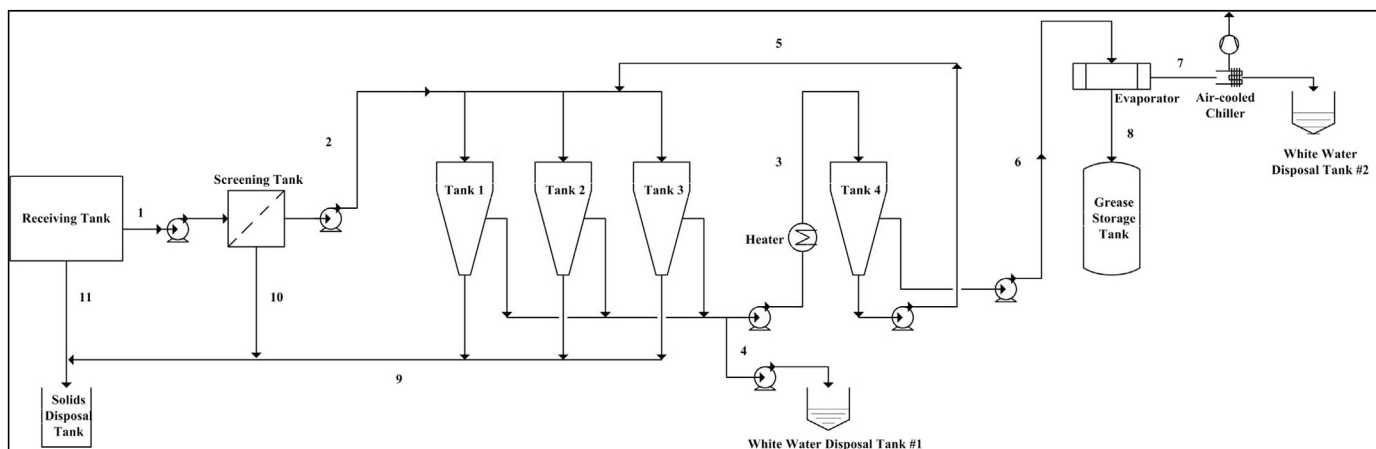 5
7
Evaporator
Air-cooled
Chiller
White Water
Disposal Tank #2
2
3
6
8
Screening Tank
Tank 1
Tank 2
Tank 3
Tank 4
Receiving Tank
1
Heater
Grease
Storage
Tank
11
10
4
9
Solids
Disposal
Tank
White Water Disposal Tank #1